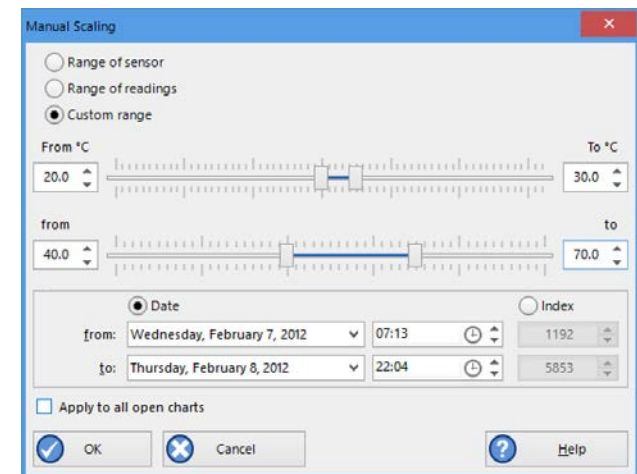 Manual Scaling
Range of sensor
Range of readings
Custom range
From °C To °C
20.0 30.0
from to
40.0 70.0
Date Index
from: Wednesday, February 7, 2012 07:13 1192
to: Thursday, February 8, 2012 22:04 5853
Apply to all open charts
OK Cancel ? Help